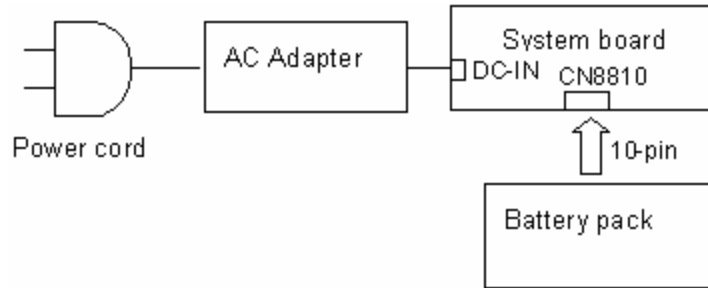 System board
AC Adapter
DC-IN
CN8810
Power cord
10-pin
Battery pack